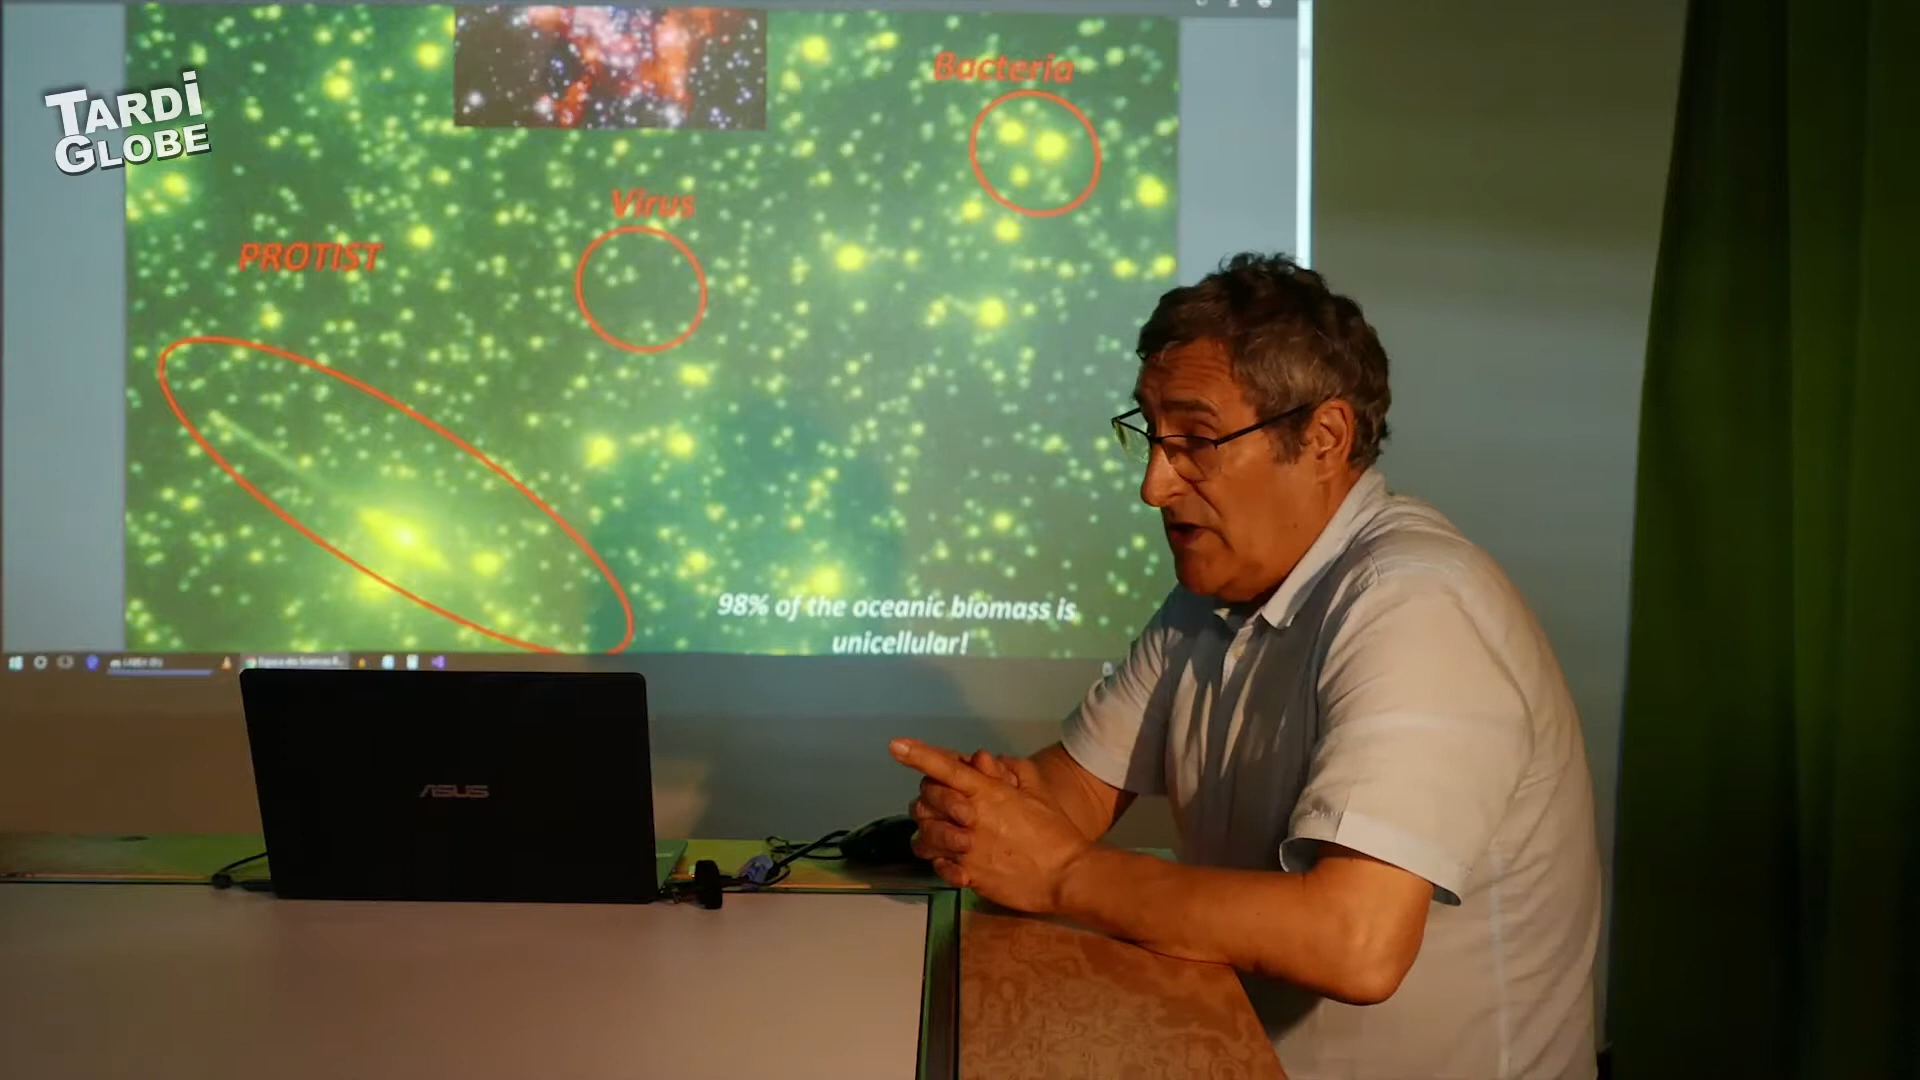 TARDi
GLOBE
Bacteria
Virus
PROTIST
98% of the oceanic biomass is
unicellular!
ASUS